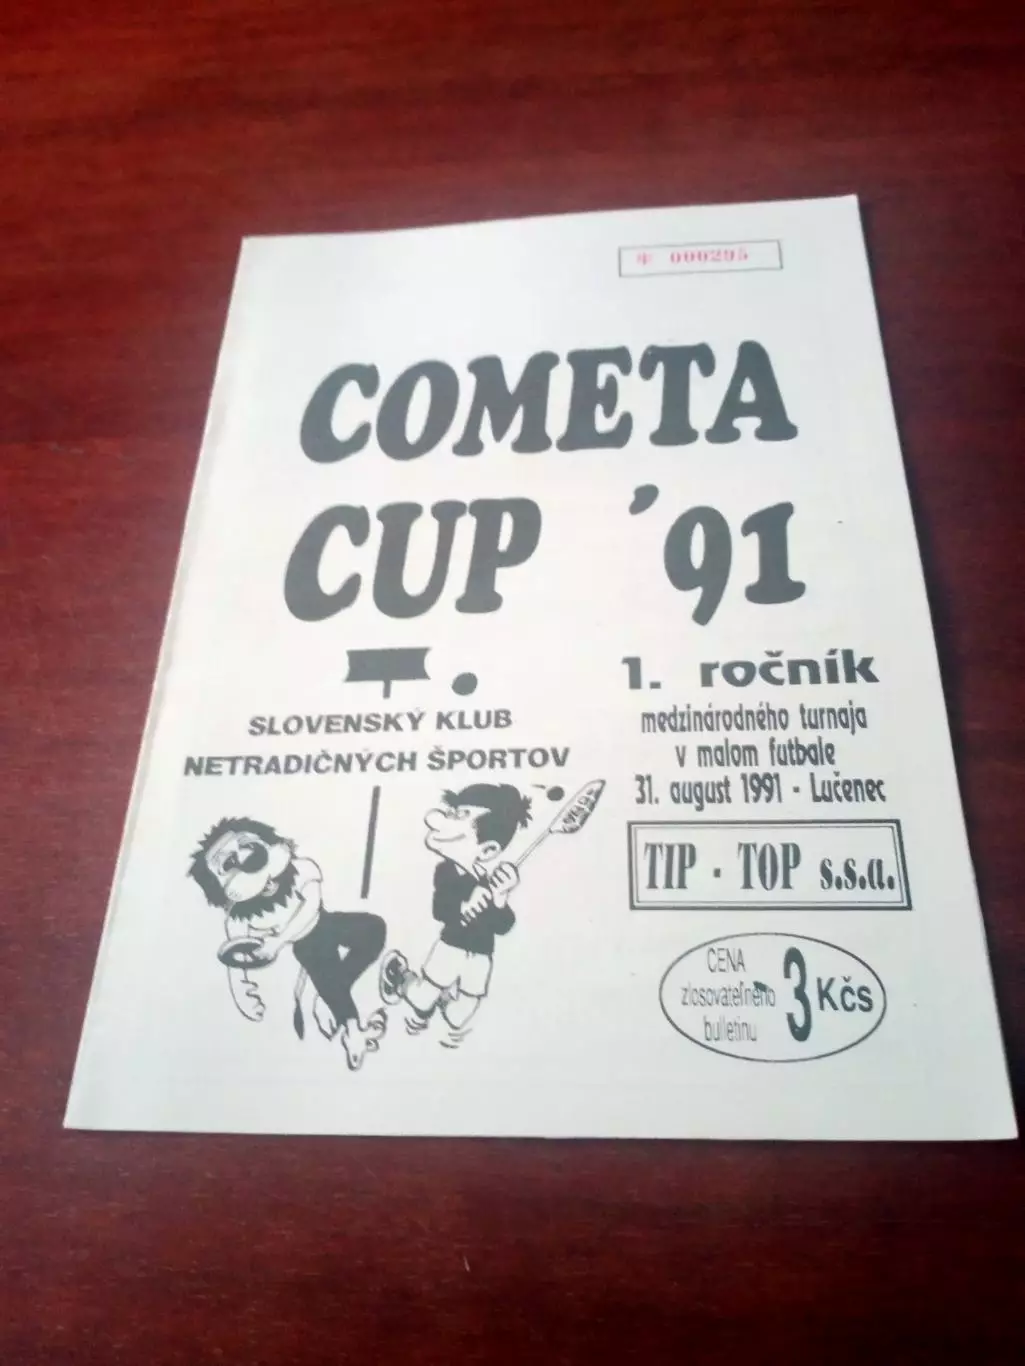 * 000295
COMETA
CUP '91
1. ročník
medzinárodného turnaja
v malom futbale
31. august 1991 - Lučenec
SLOVENSKÝ KLUB
NETRADIČNÝCH ŠPORTOV
TIP - TOP s.s.a.
CENA
zlosovateľného
bulletinu
3 Kčs